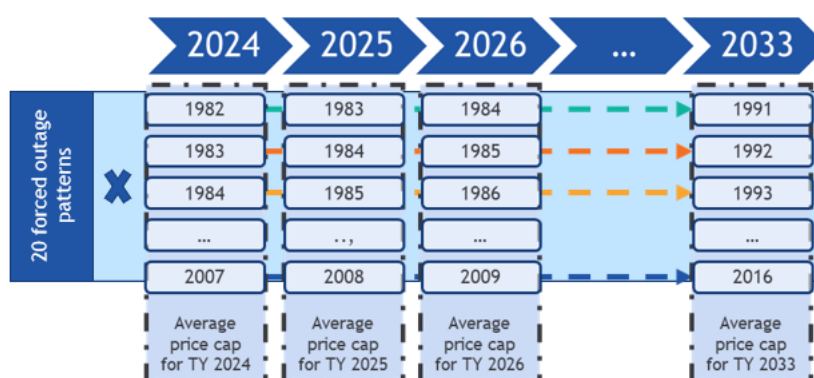 2024 2025 2026 ... 2033
20 forced outage
patterns
1982 1983 1984 1991
1983 1984 1985 1992
1984 1985 1986 1993
... .., ... ...
2007 2008 2009 2016
Average
price cap
for TY 2024
Average
price cap
for TY 2025
Average
price cap
for TY 2026
Average
price cap
for TY 2033